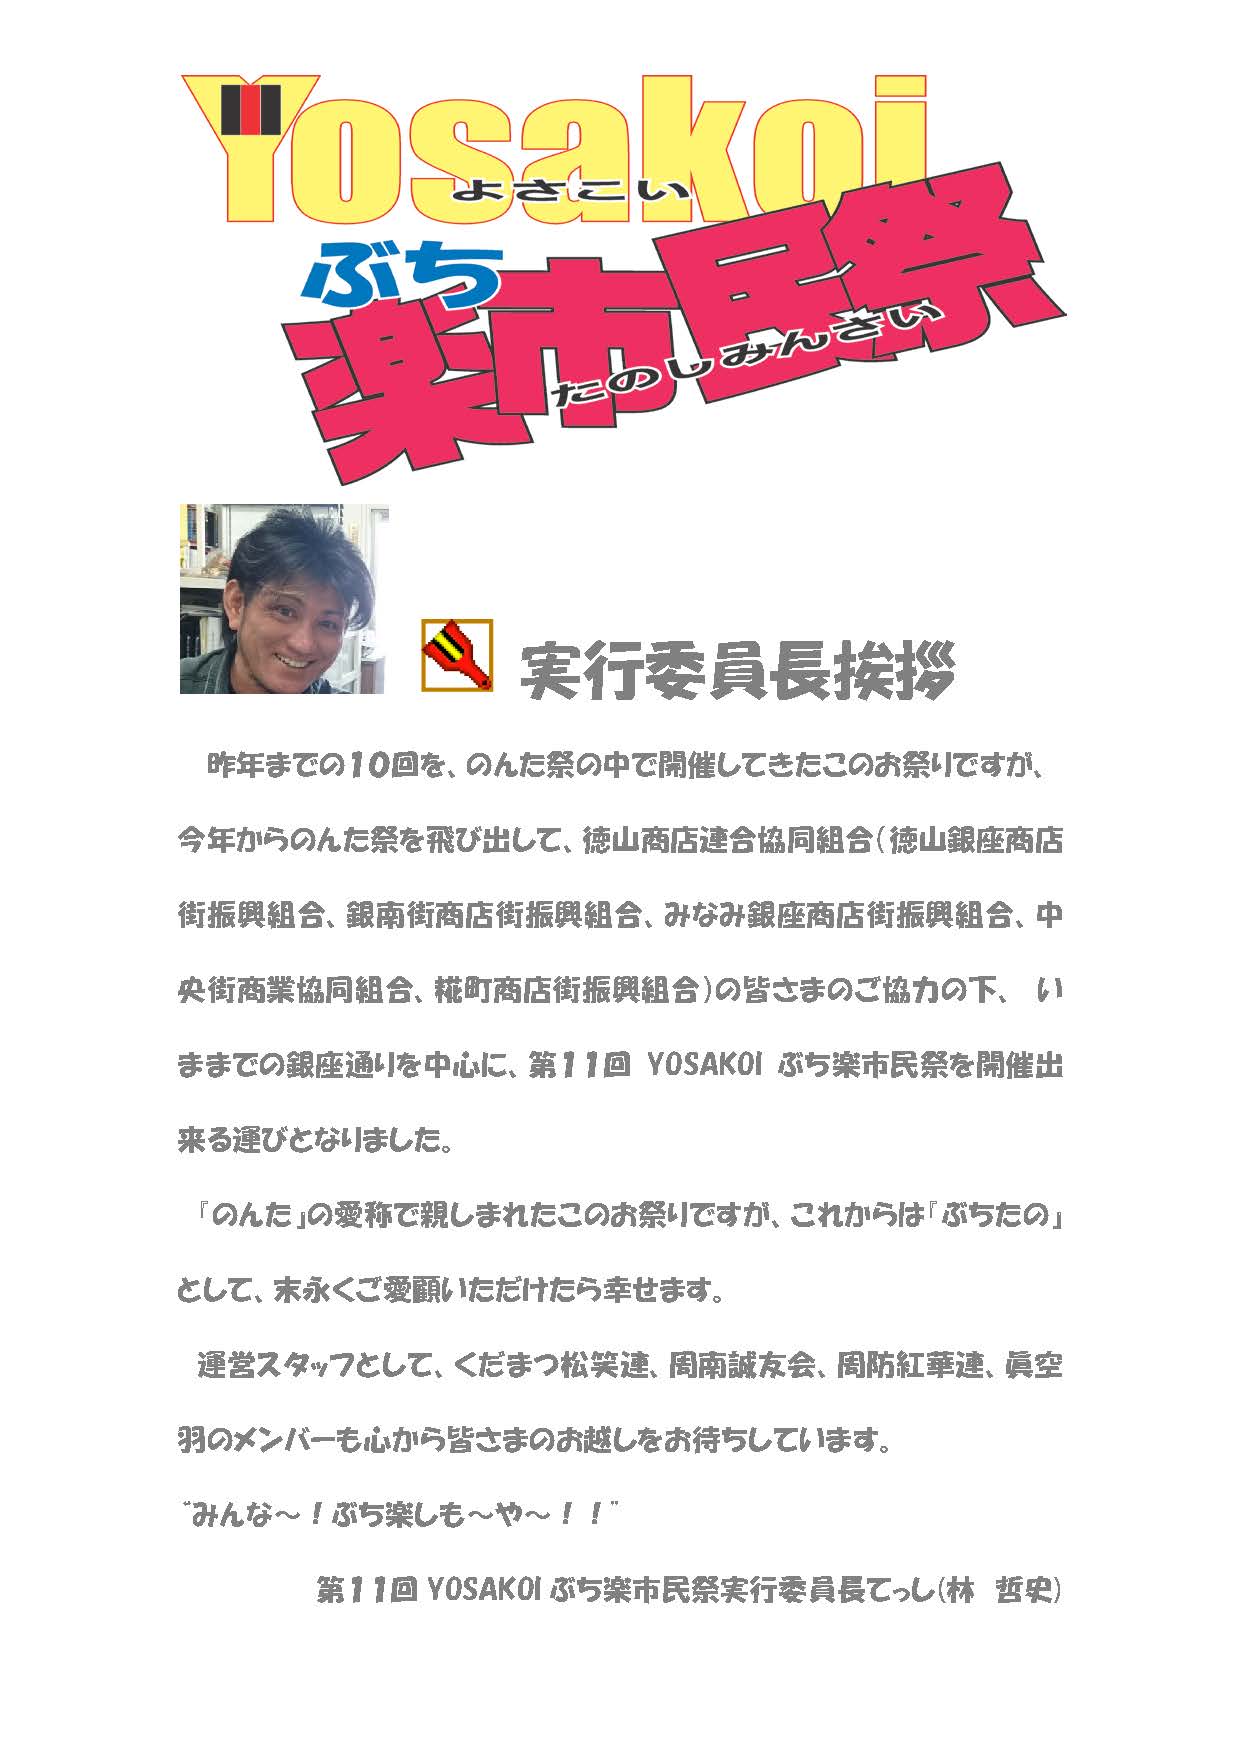 Yosakoi
よさこい
ぶち
楽市民祭
たのしみんさい
実行委員長挨拶
昨年までの10回を、のんた祭の中で開催してきたこのお祭りですが、
今年からのんた祭を飛び出して、徳山商店連合協同組合(徳山銀座商店
街振興組合、銀南街商店街振興組合、みなみ銀座商店街振興組合、中
央街商業協同組合、糀町商店街振興組合)の皆さまのご協力の下、 い
ままでの銀座通りを中心に、第11回 YOSAKOI ぶち楽市民祭を開催出
来る運びとなりました。
『のんた』の愛称で親しまれたこのお祭りですが、これからは『ぶちたの』
として、末永くご愛顧いただけたら幸せます。
運営スタッフとして、くだまつ松笑連、周南誠友会、周防紅華連、眞空
羽のメンバーも心から皆さまのお越しをお待ちしています。
"みんな～！ぶち楽しも～や～！！"
第11回 YOSAKOI ぶち楽市民祭実行委員長てっし(林 哲史)